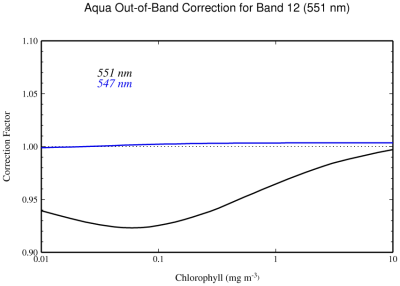 Aqua Out-of-Band Correction for Band 12 (551 nm)
1.10
551 nm
547 nm
1.05
Correction Factor
1.00
0.95
0.90
0.01
0.1
1
10
Chlorophyll (mg m⁻³)